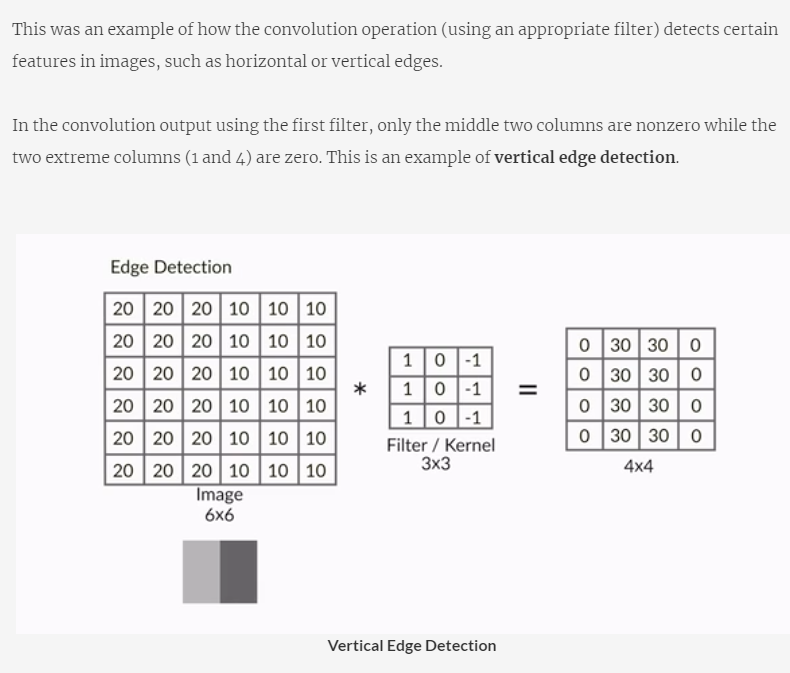 This was an example of how the convolution operation (using an appropriate filter) detects certain
features in images, such as horizontal or vertical edges.
In the convolution output using the first filter, only the middle two columns are nonzero while the
two extreme columns (1 and 4) are zero. This is an example of vertical edge detection.
Edge Detection
20 20 20 10 10 10
20 20 20 10 10 10
20 20 20 10 10 10
20 20 20 10 10 10
20 20 20 10 10 10
20 20 20 10 10 10
Image
6x6
*
1 0 -1
1 0 -1
1 0 -1
Filter / Kernel
3x3
=
0 30 30 0
0 30 30 0
0 30 30 0
0 30 30 0
4x4
Vertical Edge Detection